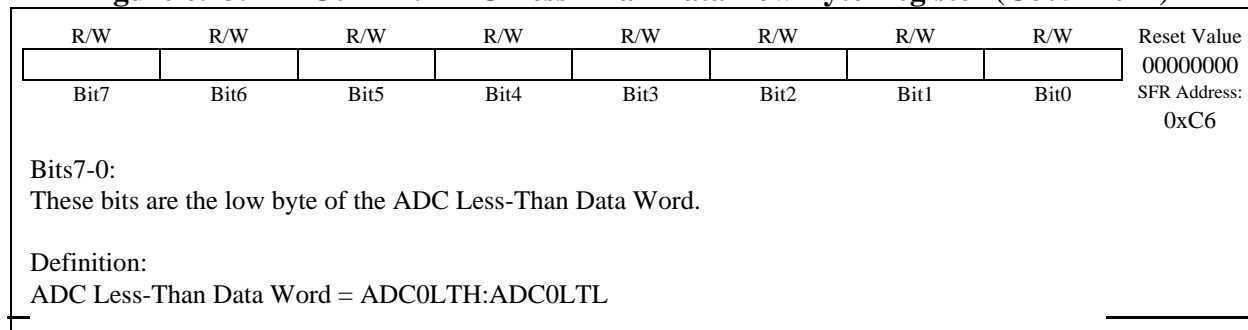 R/W R/W R/W R/W R/W R/W R/W R/W Reset Value
00000000
Bit7 Bit6 Bit5 Bit4 Bit3 Bit2 Bit1 Bit0 SFR Address:
0xC6
Bits7-0:
These bits are the low byte of the ADC Less-Than Data Word.
Definition:
ADC Less-Than Data Word = ADC0LTH:ADC0LTL